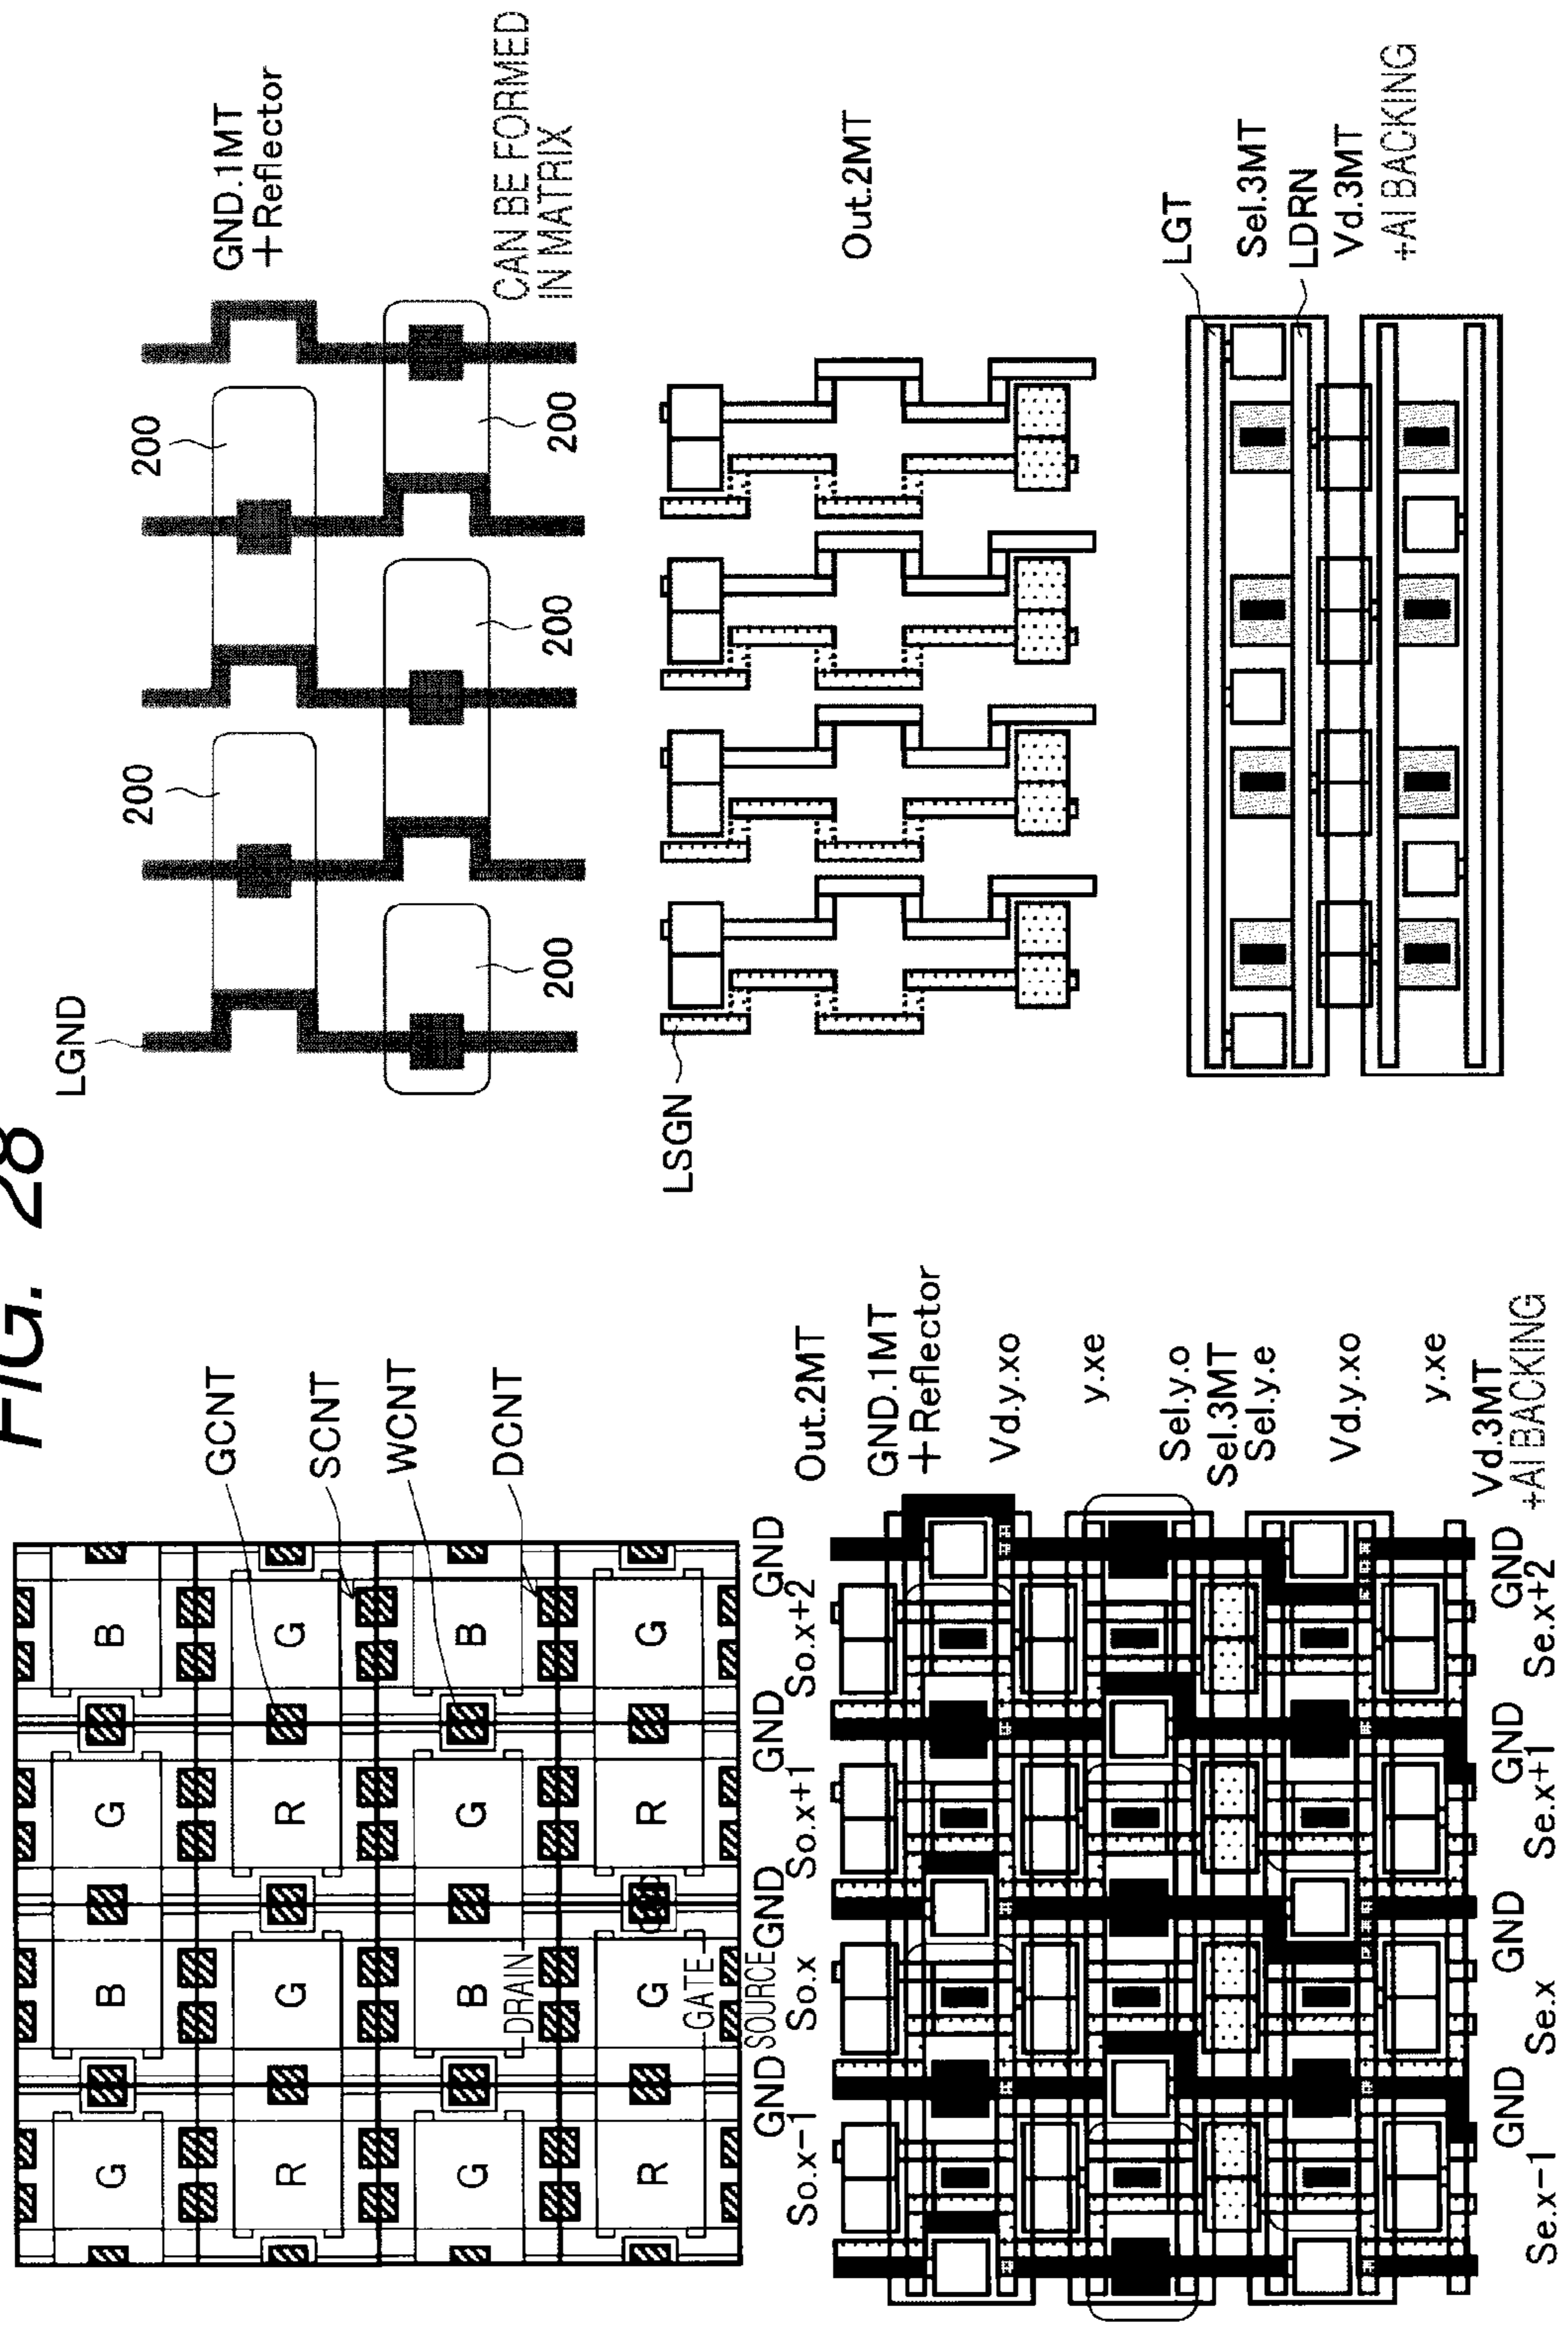 FIG. 28
B
G
B
G
G
R
G
R
B
G
B
G
G
R
G
R
GCNT
SCNT
WCNT
DCNT
DRAIN
GATE
SOURCE
GND
GND
GND
GND
So.x-1
So.x
So.x+1
So.x+2
Out.2MT
GND.1MT
+Reflector
Vd.y.xo
y.xe
Sel.y.o
Sel.3MT
Sel.y.e
Vd.y.xo
y.xe
Vd.3MT
+Al BACKING
GND
GND
GND
GND
Se.x-1
Se.x
Se.x+1
Se.x+2
LGND
200
200
200
200
200
GND.1MT
+Reflector
CAN BE FORMED
IN MATRIX
LSGN
Out.2MT
LGT
Sel.3MT
LDRN
Vd.3MT
+Al BACKING